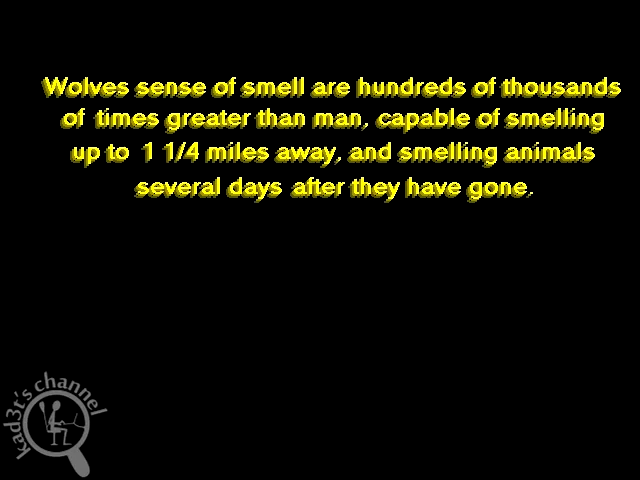 Wolves sense of smell are hundreds of thousands
of times greater than man, capable of smelling
up to 1 1/4 miles away, and smelling animals
several days after they have gone.
kad3r's channel